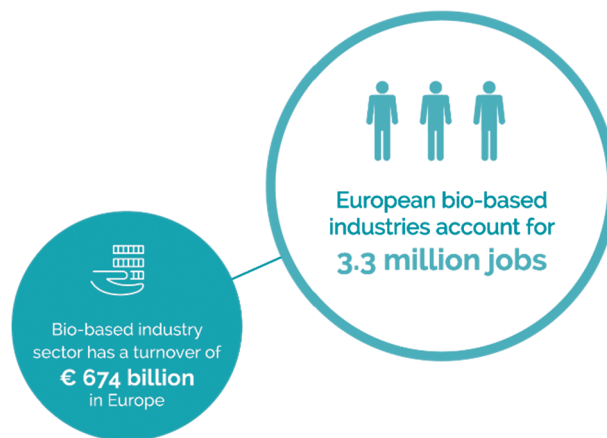 European bio-based
industries account for
3.3 million jobs
Bio-based industry
sector has a turnover of
€ 674 billion
in Europe